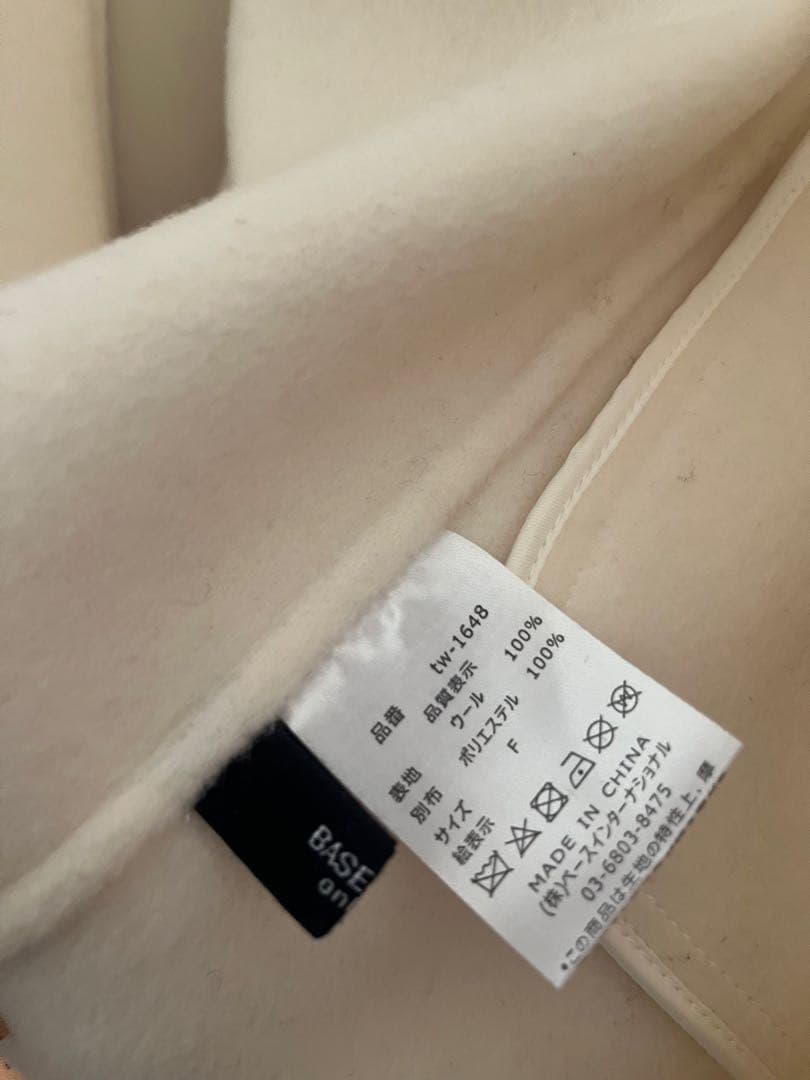 品番 tw-1648
品質表示
表地 ウール 100%
別布 ポリエステル 100%
サイズ F
絵表示
MADE IN CHINA
(株)ベースインターナショナル
03-6803-8475
•この商品は生地の特性上、摩
BASE
an